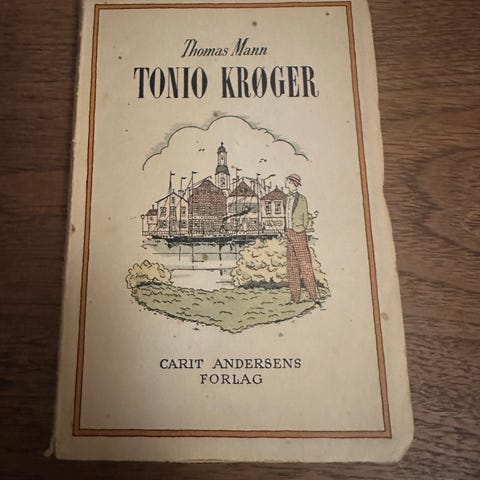 Thomas Mann
TONIO KRØGER
CARIT ANDERSENS
FORLAG